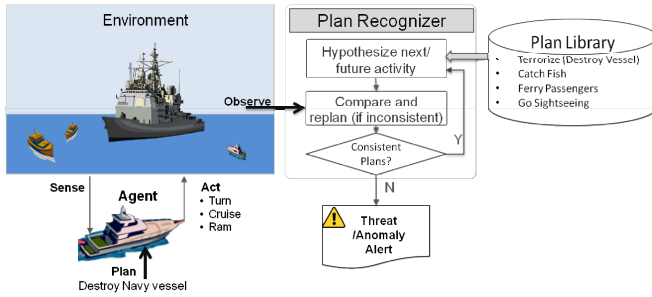 Environment
Observe
Sense
Agent
Act
• Turn
• Cruise
• Ram
Plan
Destroy Navy vessel
Plan Recognizer
Hypothesize next/
future activity
Compare and
replan (if inconsistent)
Consistent
Plans?
Y
N
Threat
/Anomaly
Alert
Plan Library
• Terrorize (Destroy Vessel)
• Catch Fish
• Ferry Passengers
• Go Sightseeing